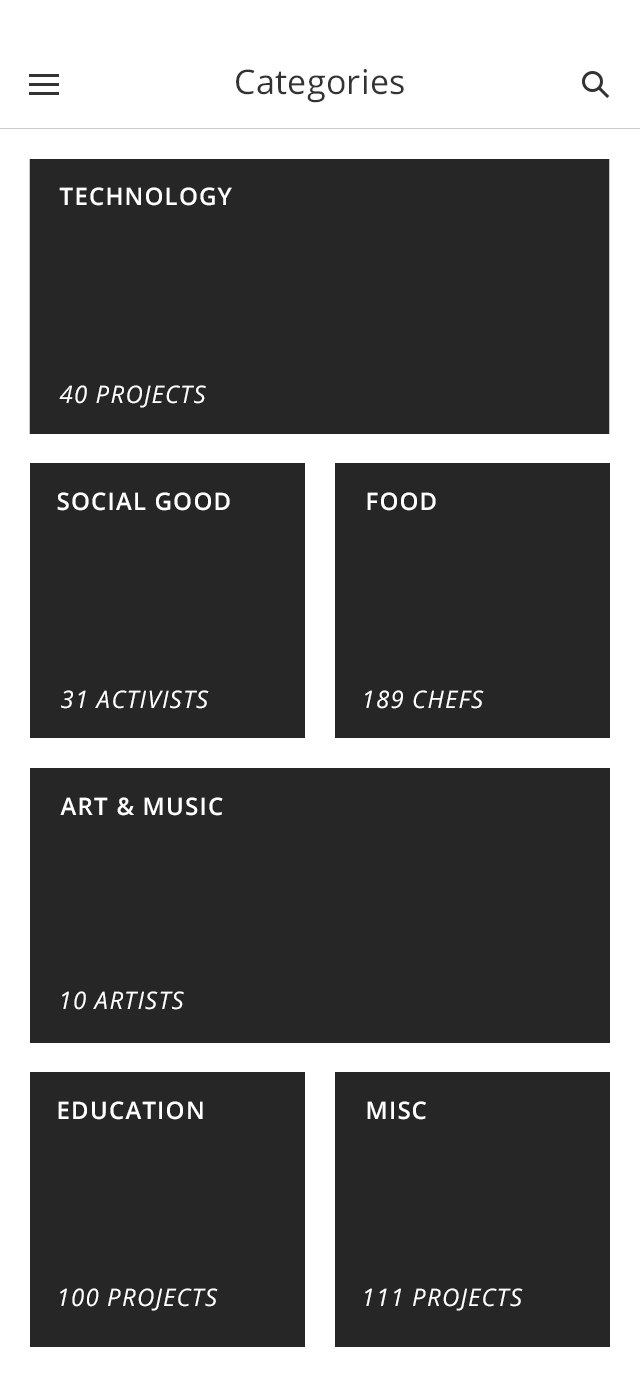 Categories
TECHNOLOGY
40 PROJECTS
SOCIAL GOOD
31 ACTIVISTS
FOOD
189 CHEFS
ART & MUSIC
10 ARTISTS
EDUCATION
100 PROJECTS
MISC
111 PROJECTS